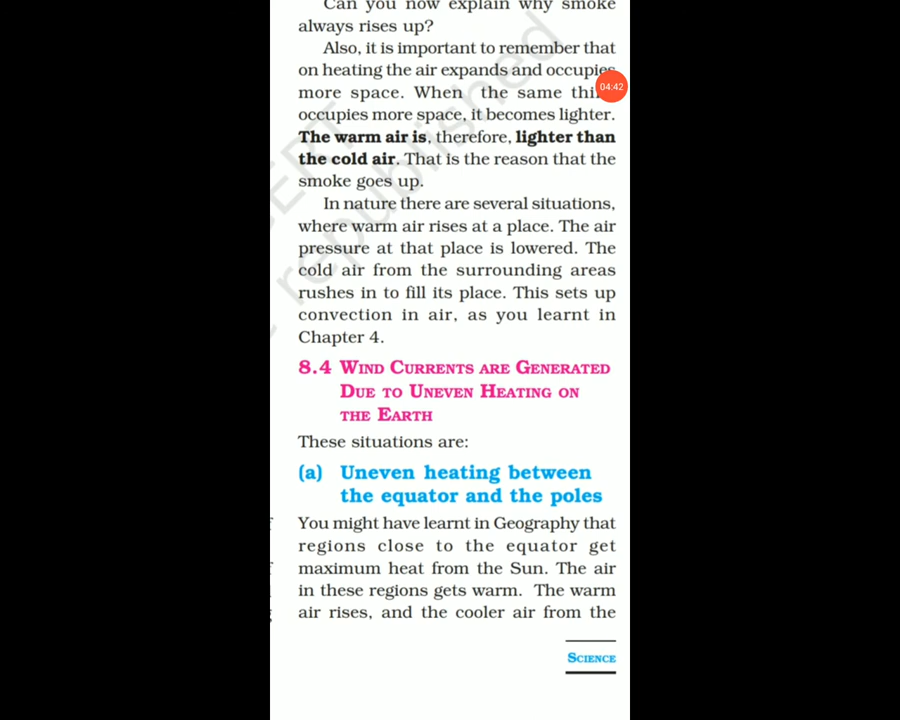 Can you now explain why smoke
always rises up?
Also, it is important to remember that
on heating the air expands and occupies
more space. When the same
04:42
occupies more space, it becomes lighter.
The warm air is, therefore, lighter than
the cold air. That is the reason that the
smoke goes up.
In nature there are several situations,
where warm air rises at a place. The air
pressure at that place is lowered. The
cold air from the surrounding areas
rushes in to fill its place. This sets up
convection in air, as you learnt in
Chapter 4.
8.4 WIND CURRENTS ARE GENERATED
DUE TO UNEVEN HEATING ON
THE EARTH
These situations are:
(a) Uneven heating between
the equator and the poles
You might have learnt in Geography that
regions close to the equator get
maximum heat from the Sun. The air
in these regions gets warm. The warm
air rises, and the cooler air from the
SCIENCE
republished